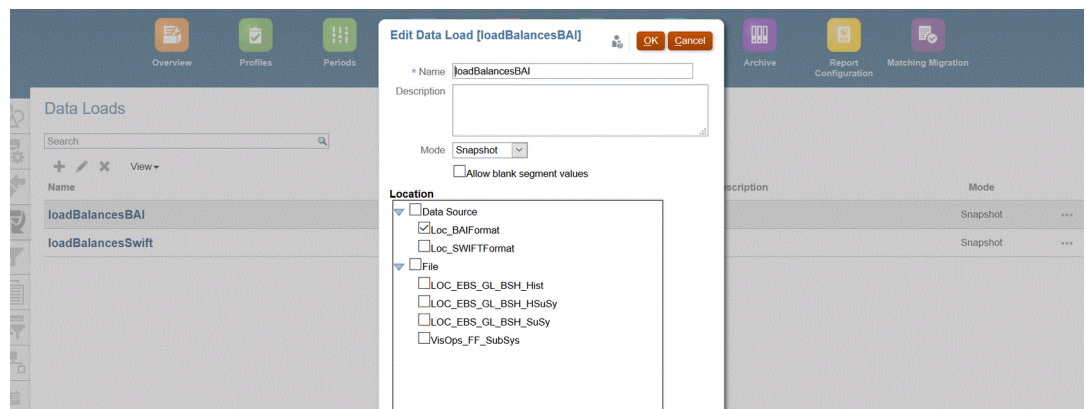 Overview
Profiles
Periods
Archive
Report
Configuration
Matching Migration
Edit Data Load [loadBalancesBAI]
OK
Cancel
* Name
loadBalancesBAI
Description
Mode
Snapshot
Allow blank segment values
Location
Data Source
Loc_BAIFormat
Loc_SWIFTFormat
File
LOC_EBS_GL_BSH_Hist
LOC_EBS_GL_BSH_HSuSy
LOC_EBS_GL_BSH_SuSy
VisOps_FF_SubSys
Data Loads
Search
View
Name
scription
Mode
loadBalancesBAI
Snapshot
loadBalancesSwift
Snapshot